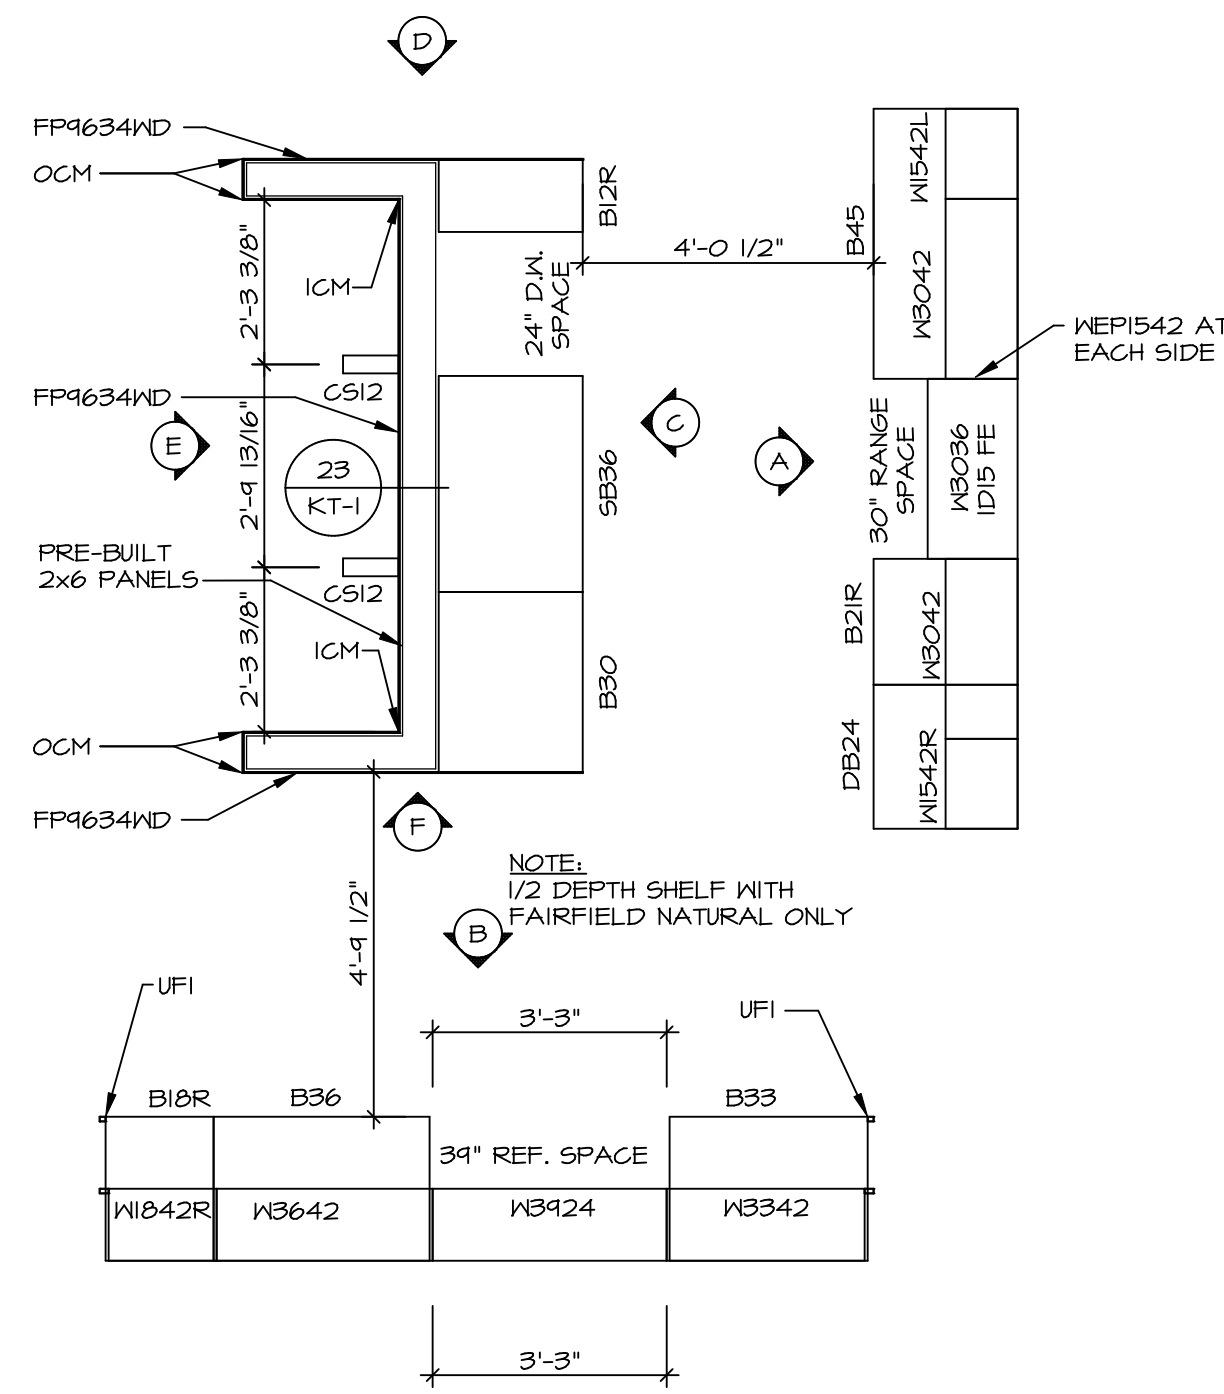 D
FP9634WD
OCM
2'-3 3/8"
ICM
B12R
24" D.W.
SPACE
4'-0 1/2"
B45
W1542L
W3042
WEP1542 AT
EACH SIDE
CS12
FP9634WD
E
2'-9 13/16"
23
KT-1
C
A
SB36
30" RANGE
SPACE
W3036
ID15 FE
PRE-BUILT
2x6 PANELS
CS12
2'-3 3/8"
ICM
B30
B21R
W3042
OCM
DB24
W1542R
FP9634WD
F
NOTE:
1/2 DEPTH SHELF WITH
FAIRFIELD NATURAL ONLY
4'-9 1/2"
B
UF1
3'-3"
UF1
B18R
B36
B33
39" REF. SPACE
W1842R
W3642
W3924
W3342
3'-3"